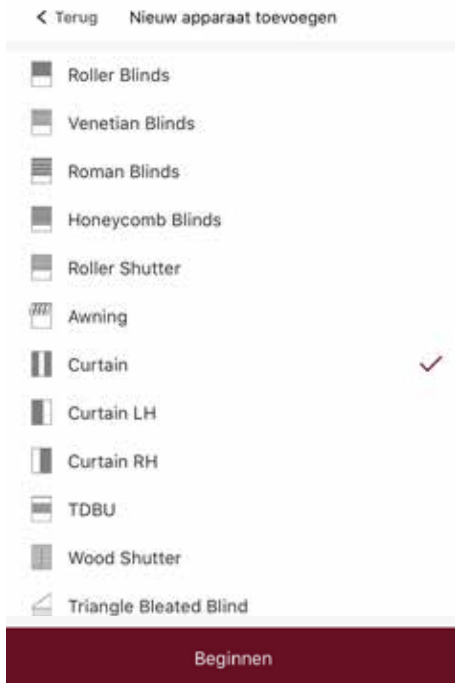 Terug Nieuw apparaat toevoegen
Roller Blinds
Venetian Blinds
Roman Blinds
Honeycomb Blinds
Roller Shutter
Awning
Curtain
Curtain LH
Curtain RH
TDBU
Wood Shutter
Triangle Bleated Blind
Beginnen